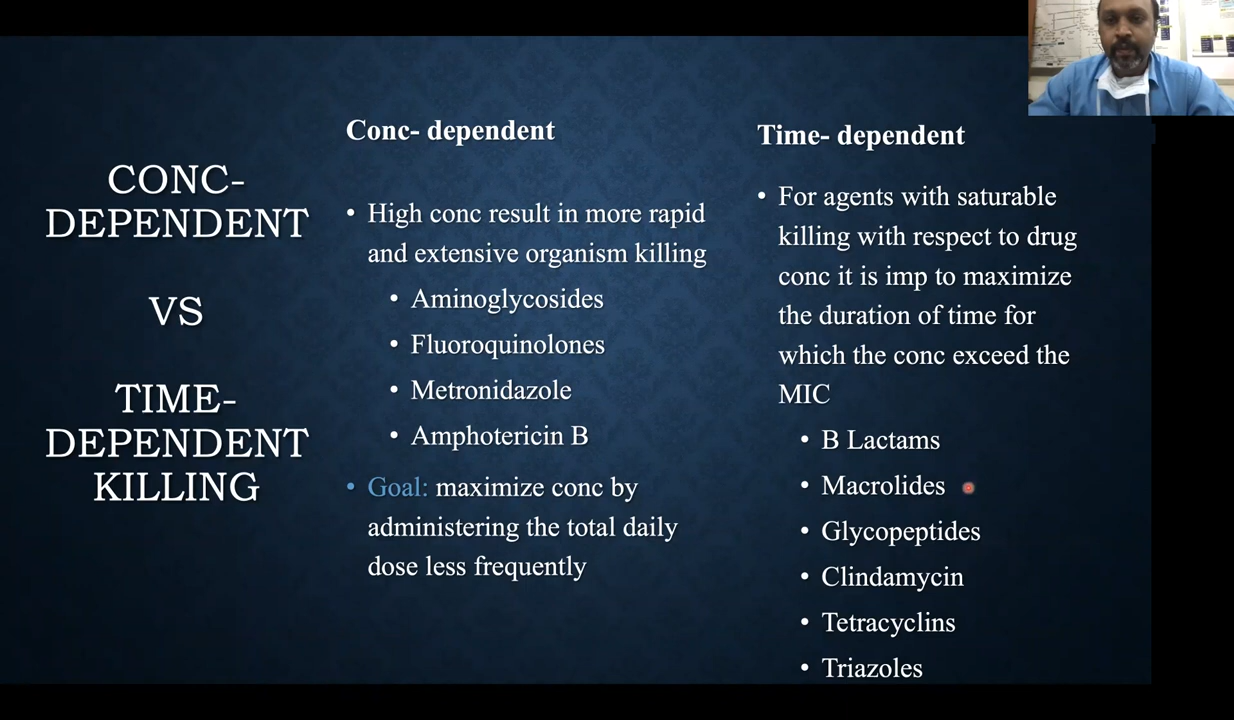 CONC-
DEPENDENT
VS
TIME-
DEPENDENT
KILLING
Conc- dependent
• High conc result in more rapid
and extensive organism killing
• Aminoglycosides
• Fluoroquinolones
• Metronidazole
• Amphotericin B
• Goal: maximize conc by
administering the total daily
dose less frequently
Time- dependent
• For agents with saturable
killing with respect to drug
conc it is imp to maximize
the duration of time for
which the conc exceed the
MIC
• B Lactams
• Macrolides
• Glycopeptides
• Clindamycin
• Tetracyclins
• Triazoles